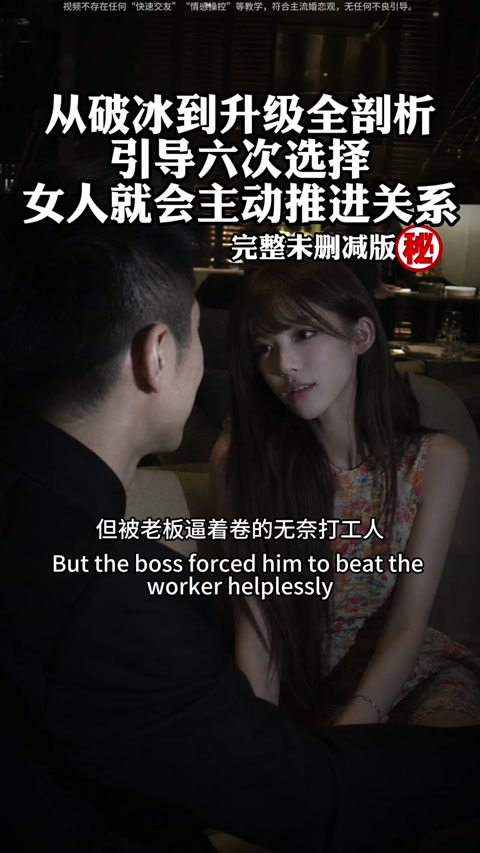 视频不存在任何“快速交友”“情感操控”等教学，符合主流婚恋观，无任何不良引导。
从破冰到升级全剖析
引导六次选择
女人就会主动推进关系
完整未删减版 秘
但被老板逼着卷的无奈打工人
But the boss forced him to beat the
worker helplessly